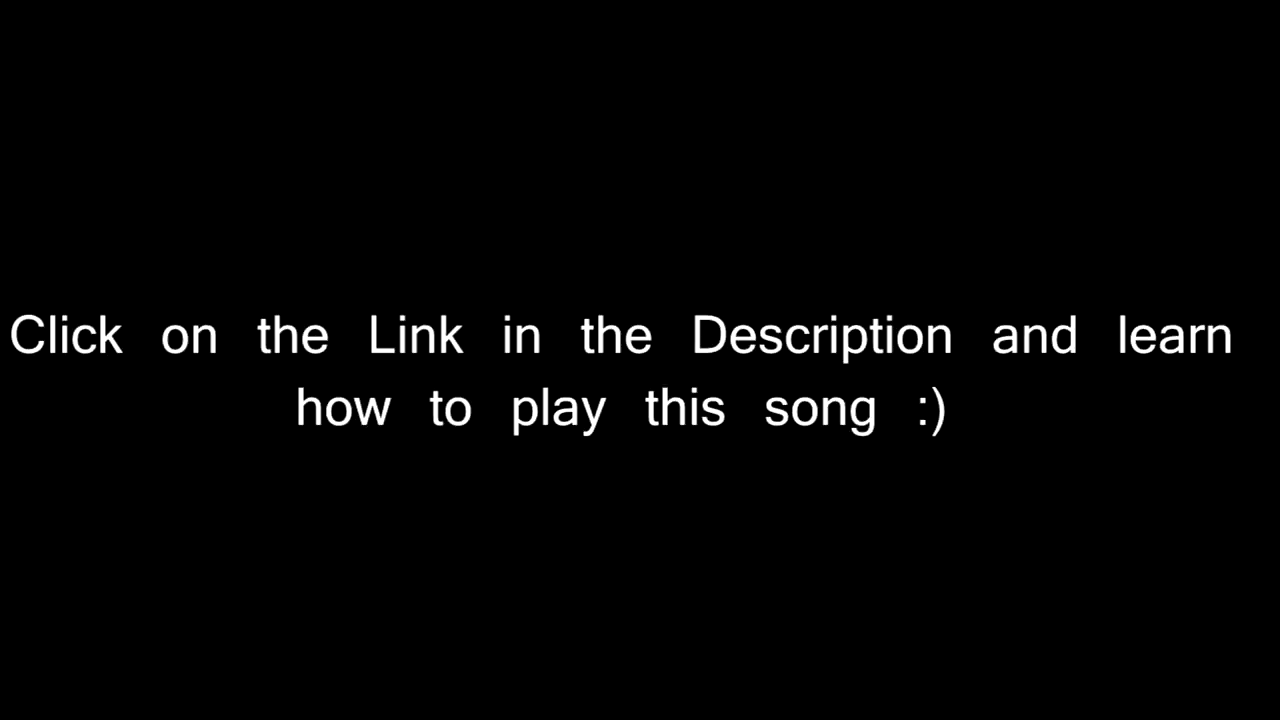 Click on the Link in the Description and learn
how to play this song :)